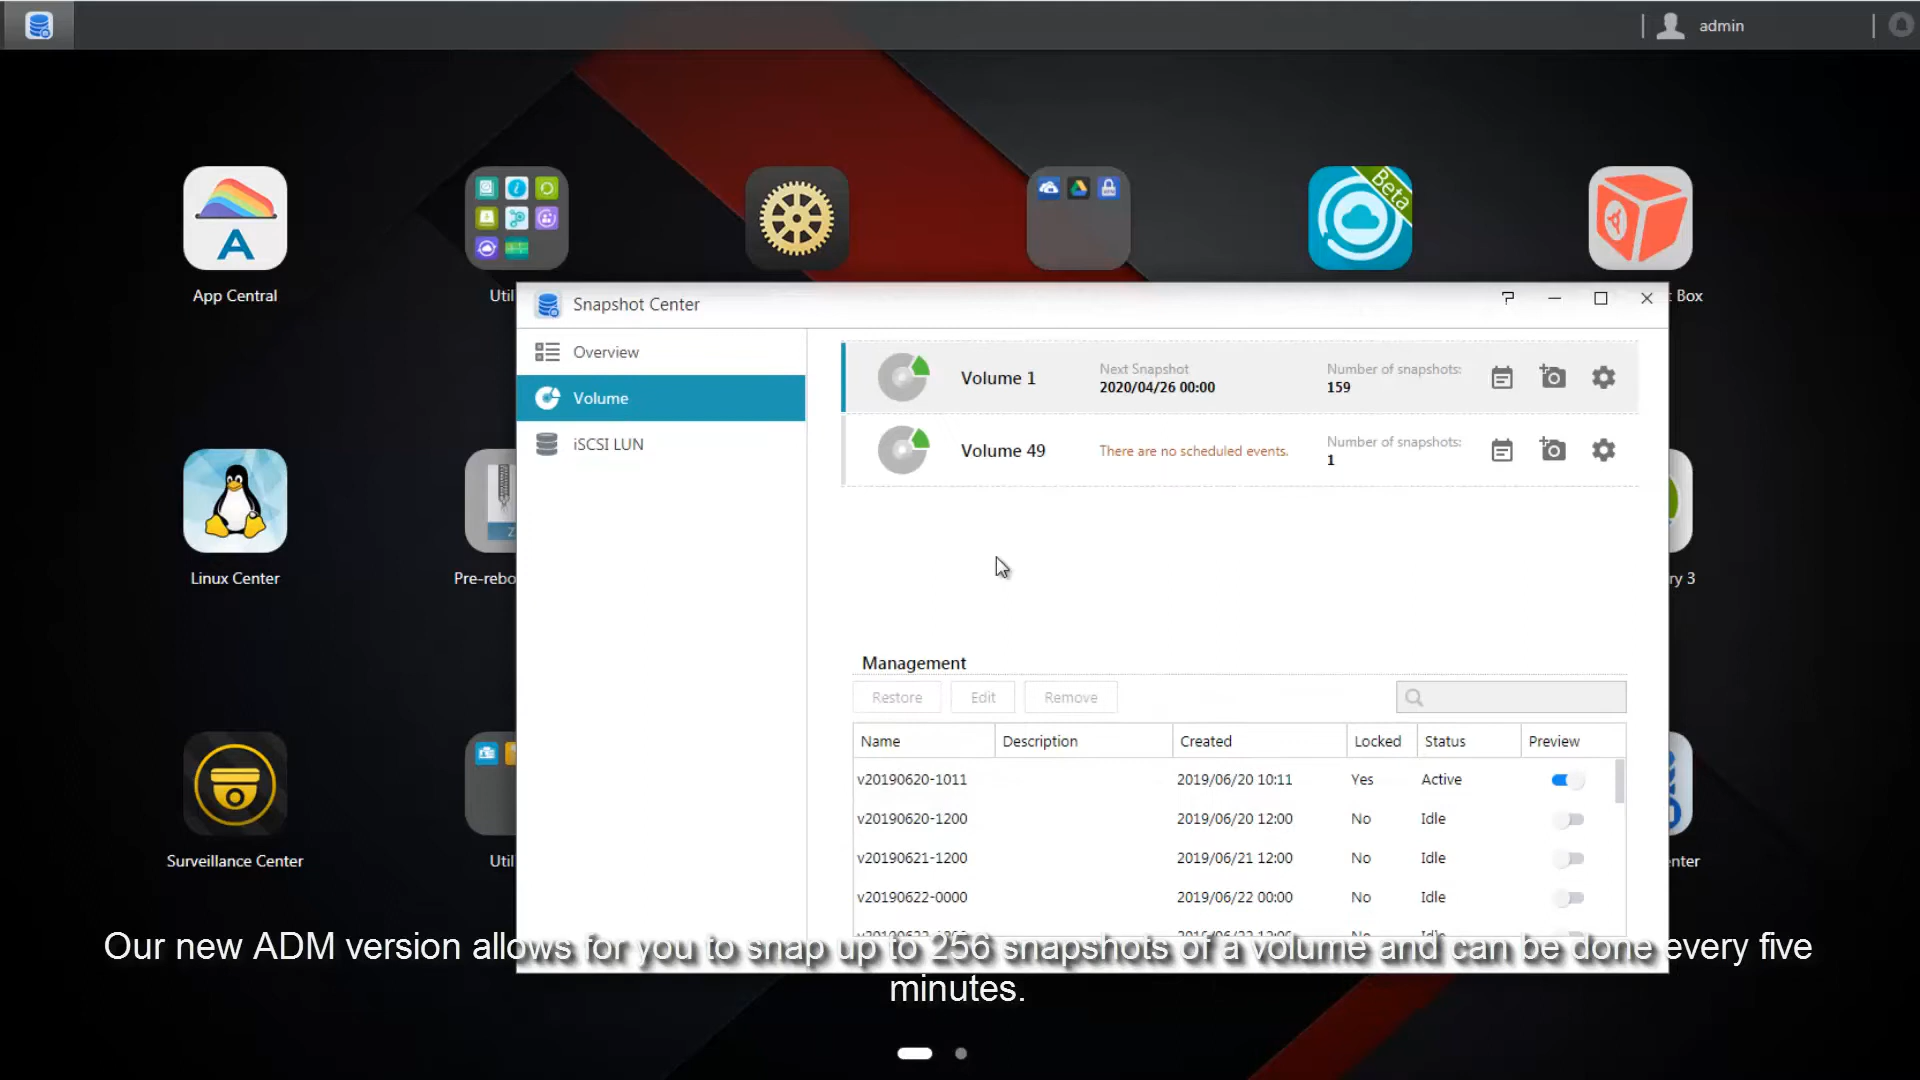 admin
Beta
App Central
Util
t Box
Snapshot Center
Overview
Volume
iSCSI LUN
Volume 1
Next Snapshot
2020/04/26 00:00
Number of snapshots:
159
Volume 49
There are no scheduled events.
Number of snapshots:
1
Linux Center
Pre-rebo
ry 3
Management
Restore
Edit
Remove
Name Description Created Locked Status Preview
v20190620-1011 2019/06/20 10:11 Yes Active
v20190620-1200 2019/06/20 12:00 No Idle
v20190621-1200 2019/06/21 12:00 No Idle
v20190622-0000 2019/06/22 00:00 No Idle
Surveillance Center
Util
nter
Our new ADM version allows for you to snap up to 256 snapshots of a volume and can be done every five
minutes.